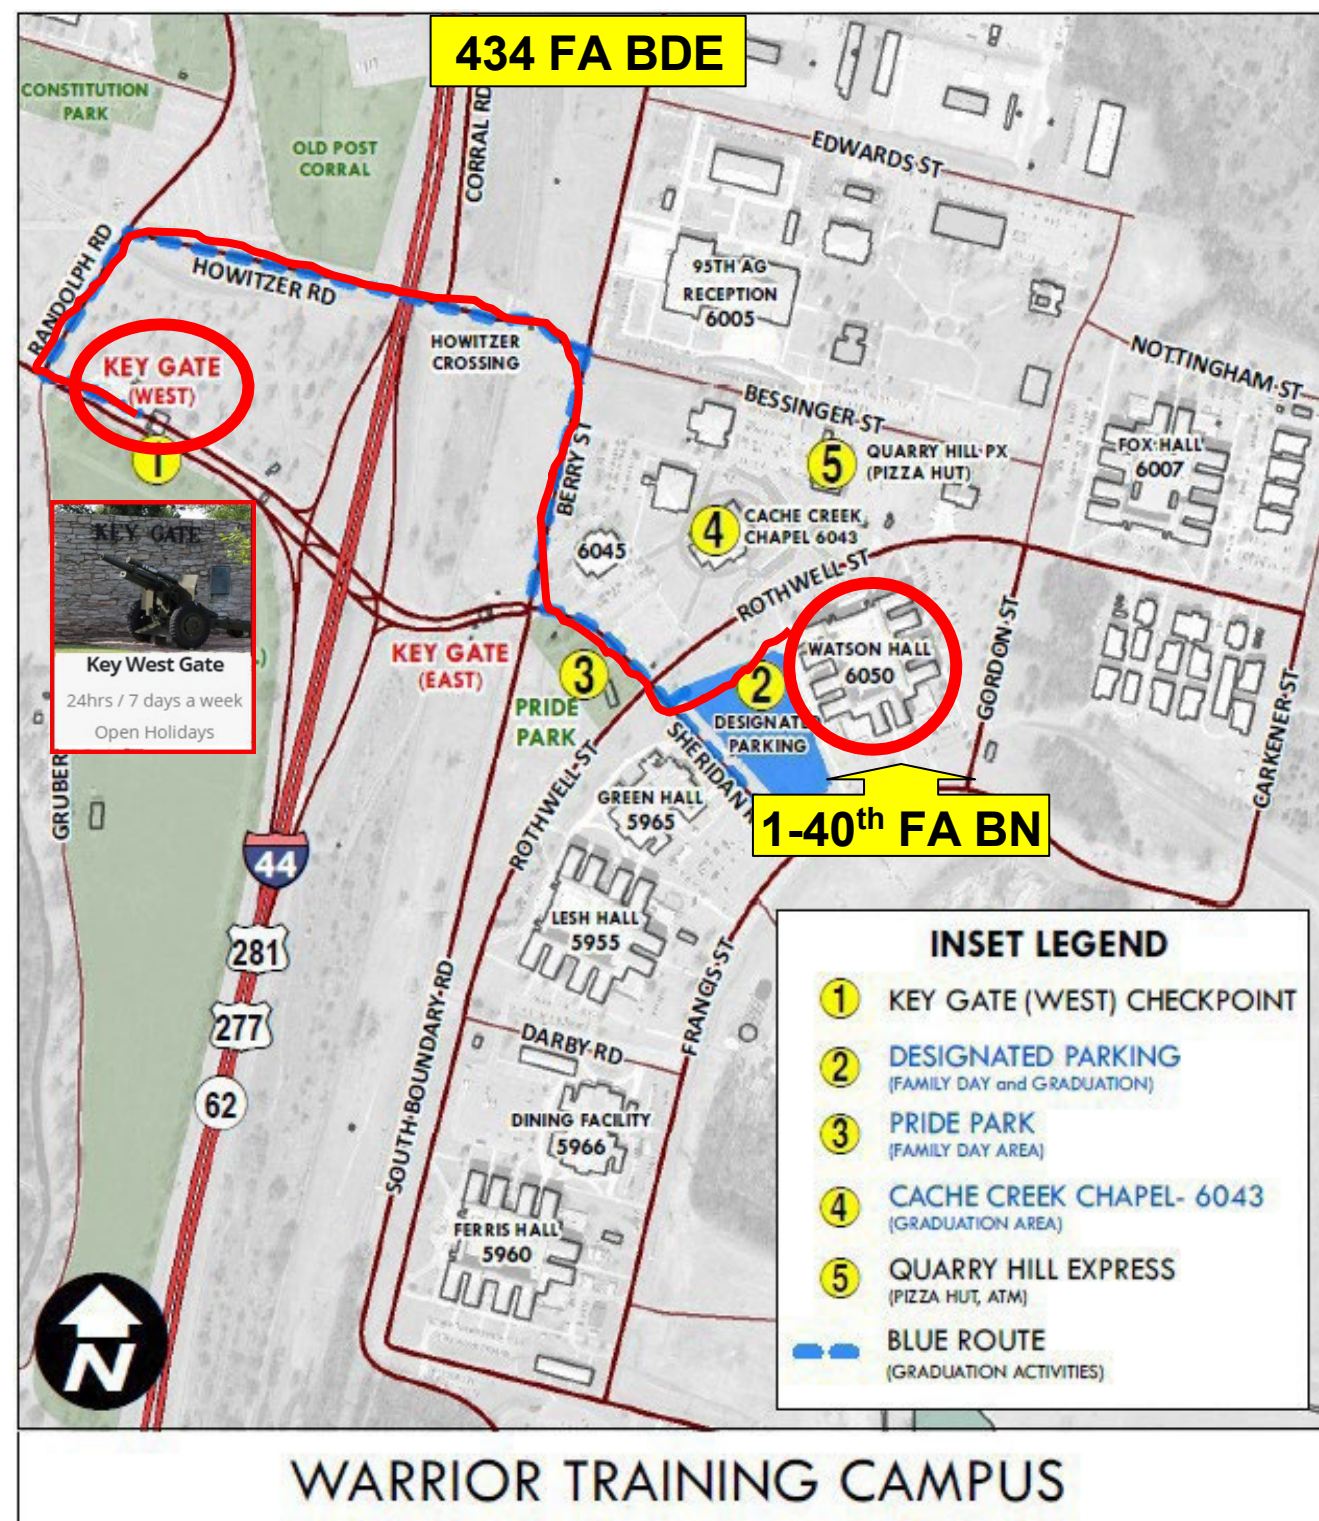 434 FA BDE
CONSTITUTION
PARK
OLD POST
CORRAL
CORRAL RD
EDWARDS ST
RANDOLPH RD
HOWITZER RD
95TH AG
RECEPTION
6005
HOWITZER
CROSSING
NOTTINGHAM ST
KEY GATE
(WEST)
1
BESSINGER ST
BERRY ST
5
QUARRY HILL PX
(PIZZA HUT)
FOX HALL
6007
4
CACHE CREEK
CHAPEL 6043
6045
ROTHWELL ST
KEY GATE
Key West Gate
24hrs / 7 days a week
Open Holidays
KEY GATE
(EAST)
3
PRIDE
PARK
2
DESIGNATED
PARKING
WATSON HALL
6050
GORDON ST
CARKENER ST
SHERIDAN
GRUBER
ROTHWELL ST
GREEN HALL
5965
1-40th FA BN
44
281
277
62
LESH HALL
5955
FRANCIS ST
SOUTH BOUNDARY RD
DARBY RD
DINING FACILITY
5966
FERRIS HALL
5960
INSET LEGEND
1 KEY GATE (WEST) CHECKPOINT
2 DESIGNATED PARKING
(FAMILY DAY and GRADUATION)
3 PRIDE PARK
(FAMILY DAY AREA)
4 CACHE CREEK CHAPEL- 6043
(GRADUATION AREA)
5 QUARRY HILL EXPRESS
(PIZZA HUT, ATM)
BLUE ROUTE
(GRADUATION ACTIVITIES)
N
WARRIOR TRAINING CAMPUS